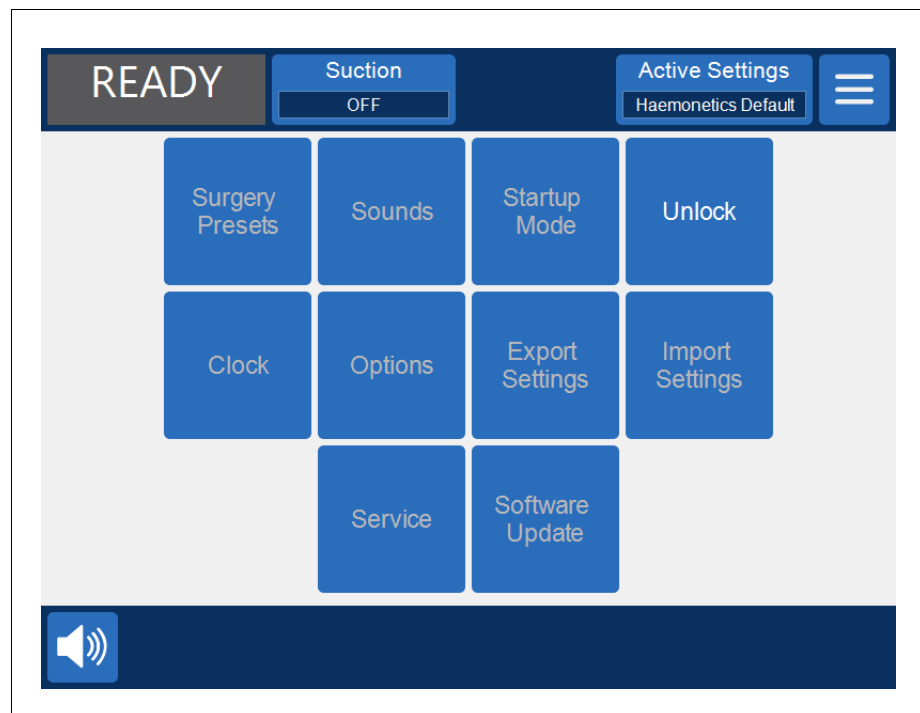 READY
Suction
OFF
Active Settings
Haemonetics Default
Surgery
Presets
Sounds
Startup
Mode
Unlock
Clock
Options
Export
Settings
Import
Settings
Service
Software
Update